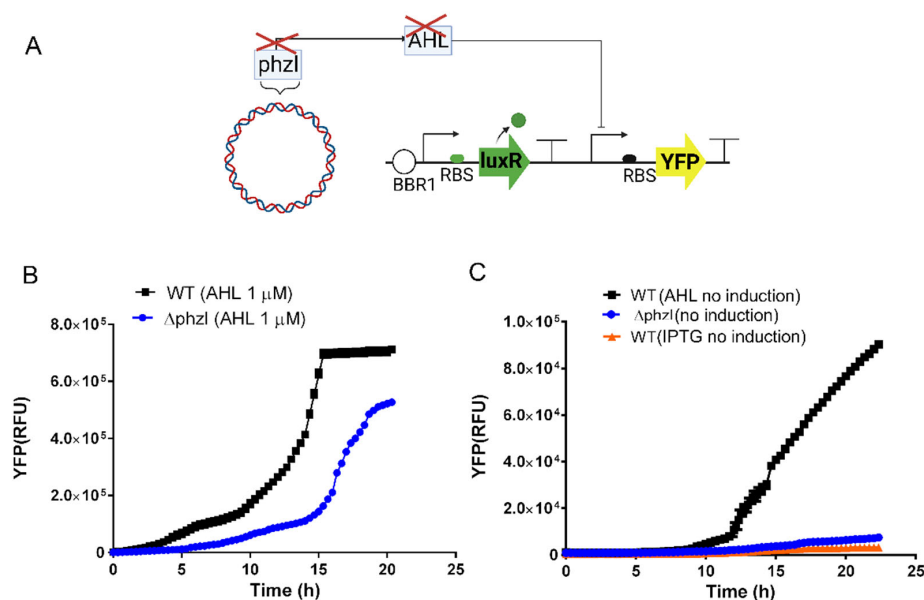 A
phzI
AHL
BBR1
RBS
luxR
RBS
YFP
B
WT (AHL 1 μM)
ΔphzI (AHL 1 μM)
YFP(RFU)
8.0×10⁵
6.0×10⁵
4.0×10⁵
2.0×10⁵
0
0 5 10 15 20 25
Time (h)
C
WT(AHL no induction)
ΔphzI(no induction)
WT(IPTG no induction)
YFP(RFU)
1.0×10⁵
8.0×10⁴
6.0×10⁴
4.0×10⁴
2.0×10⁴
0
0 5 10 15 20 25
Time (h)